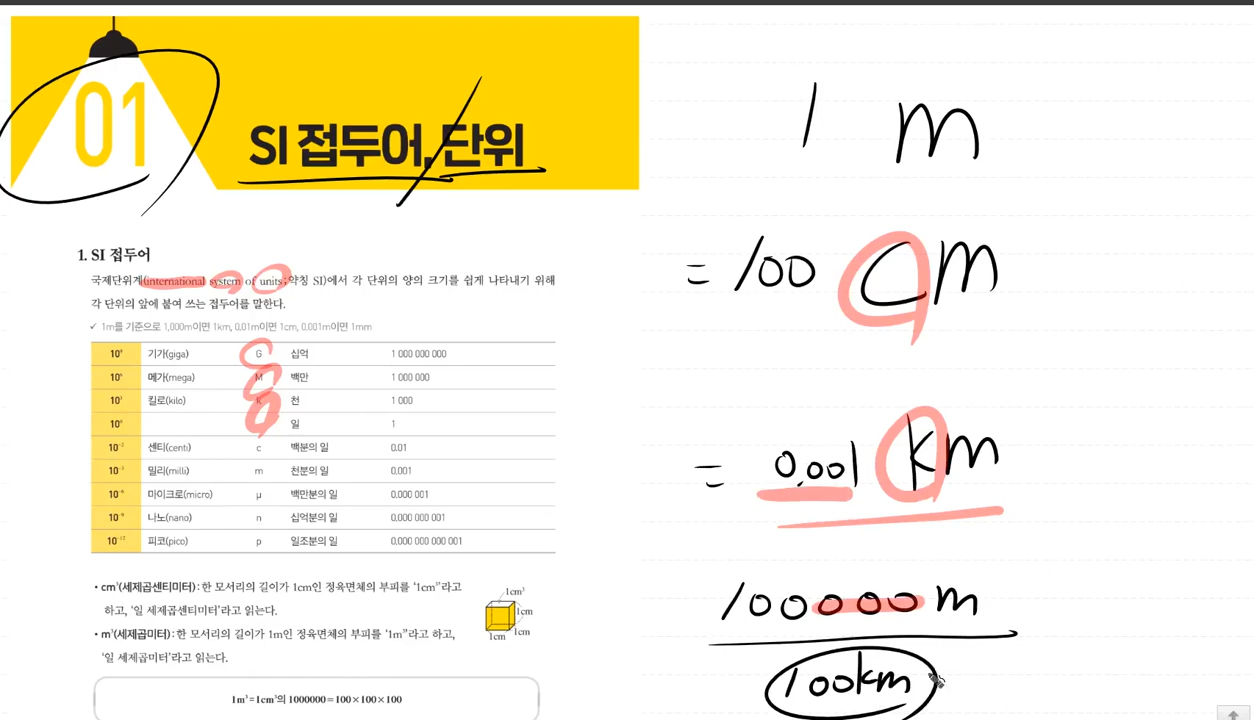 01
SI 접두어, 단위
1. SI 접두어
국제단위계(international system of units; 약칭 SI)에서 각 단위의 양의 크기를 쉽게 나타내기 위해
각 단위의 앞에 붙여 쓰는 접두어를 말한다.
✓ 1m를 기준으로 1,000m이면 1km, 0.01m이면 1cm, 0.001m이면 1mm
10⁹ 기가(giga) G 십억 1 000 000 000
10⁶ 메가(mega) M 백만 1 000 000
10³ 킬로(kilo) k 천 1 000
10⁰ 일 1
10⁻² 센티(centi) c 백분의 일 0.01
10⁻³ 밀리(milli) m 천분의 일 0.001
10⁻⁶ 마이크로(micro) μ 백만분의 일 0.000 001
10⁻⁹ 나노(nano) n 십억분의 일 0.000 000 001
10⁻¹² 피코(pico) p 일조분의 일 0.000 000 000 001
• cm³(세제곱센티미터) : 한 모서리의 길이가 1cm인 정육면체의 부피를 '1cm³'라고
하고, '일 세제곱센티미터'라고 읽는다.
• m³(세제곱미터) : 한 모서리의 길이가 1m인 정육면체의 부피를 '1m³'라고 하고,
'일 세제곱미터'라고 읽는다.
1cm³
1cm
1cm
1cm
1m³=1cm³의 1000000=100×100×100
1 m
= 100 cm
= 0.001 km
100000 m
100km